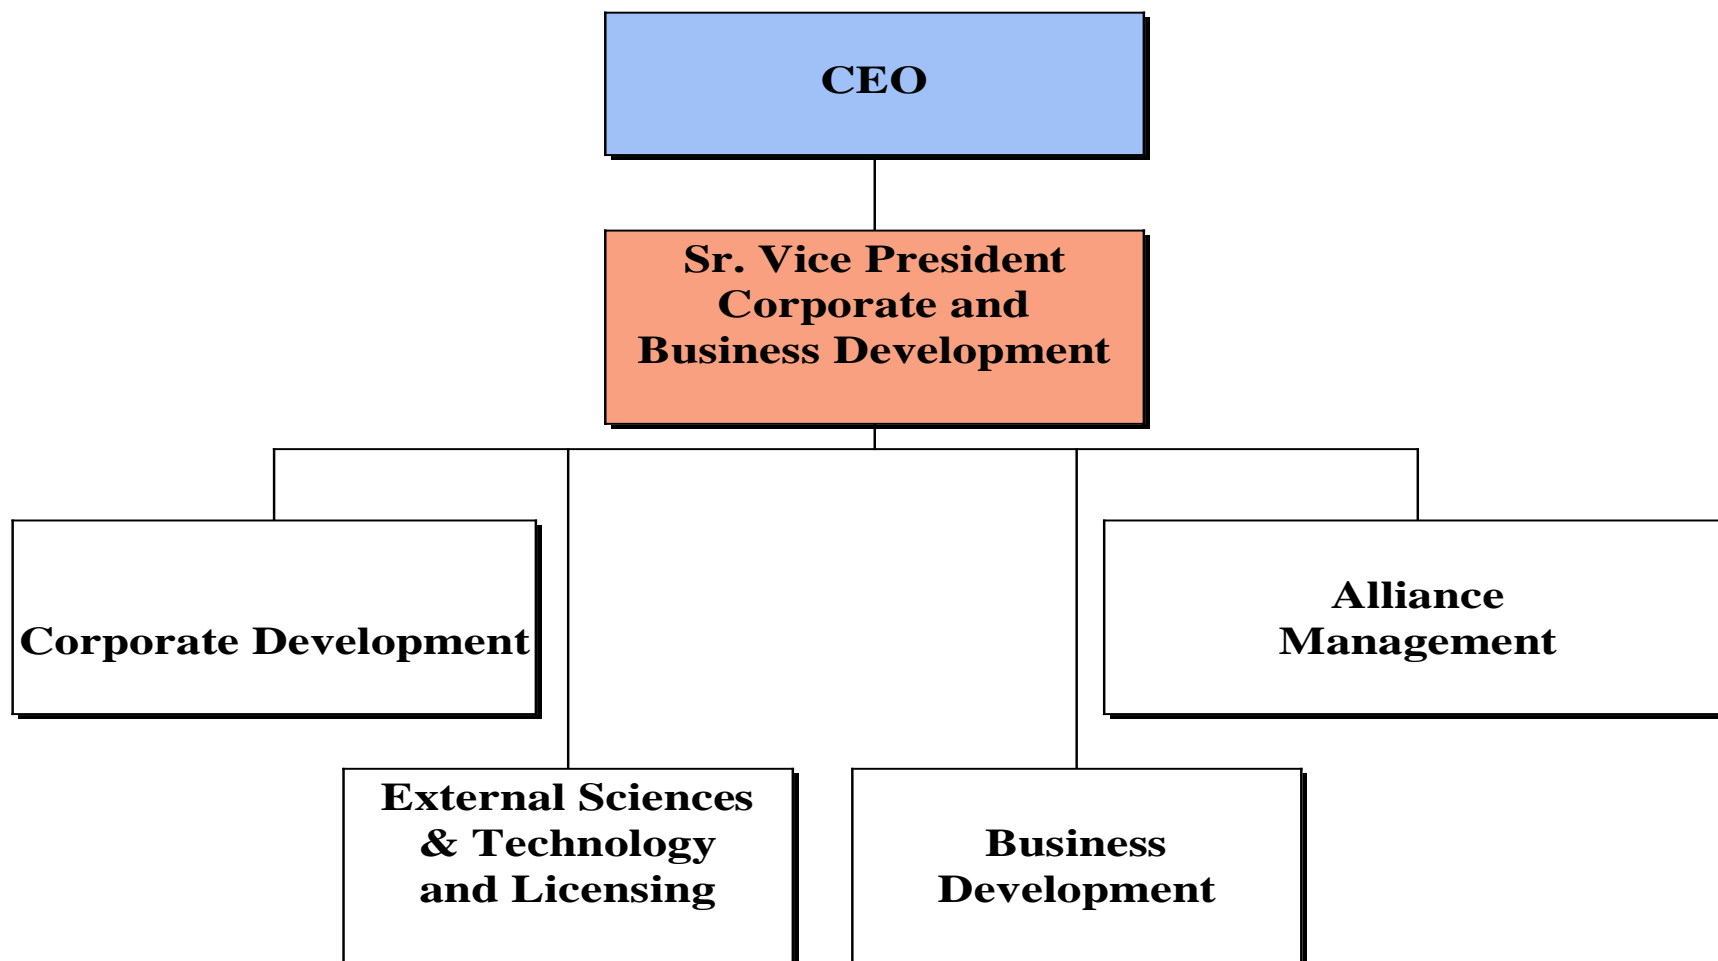 CEO
Sr. Vice President
Corporate and
Business Development
Corporate Development
Alliance
Management
External Sciences
& Technology
and Licensing
Business
Development